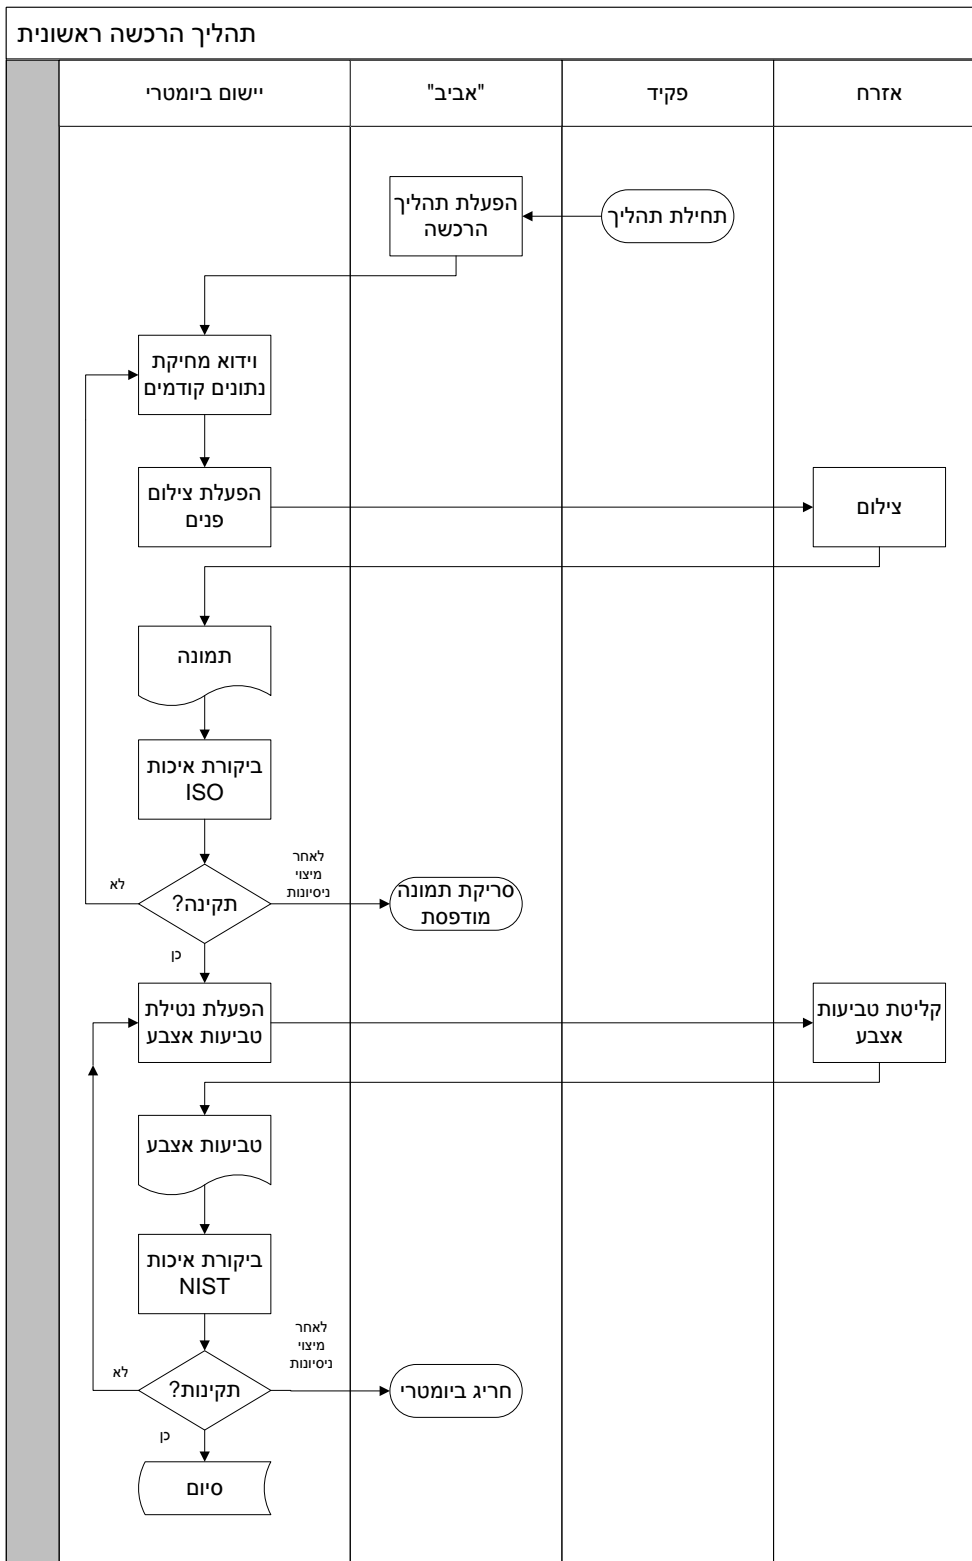 תהליך הרכשה ראשונית
אזרח
פקיד
"אביב"
יישום ביומטרי
תחילת תהליך
הפעלת תהליך
הרכשה
וידוא מחיקת
נתונים קודמים
הפעלת צילום
פנים
צילום
תמונה
ביקורת איכות
ISO
תקינה?
לא
לאחר
מיצוי
ניסיונות
סריקת תמונה
מודפסת
כן
הפעלת נטילת
טביעות אצבע
קליטת טביעות
אצבע
טביעות אצבע
ביקורת איכות
NIST
תקינות?
לא
לאחר
מיצוי
ניסיונות
חריג ביומטרי
כן
סיום